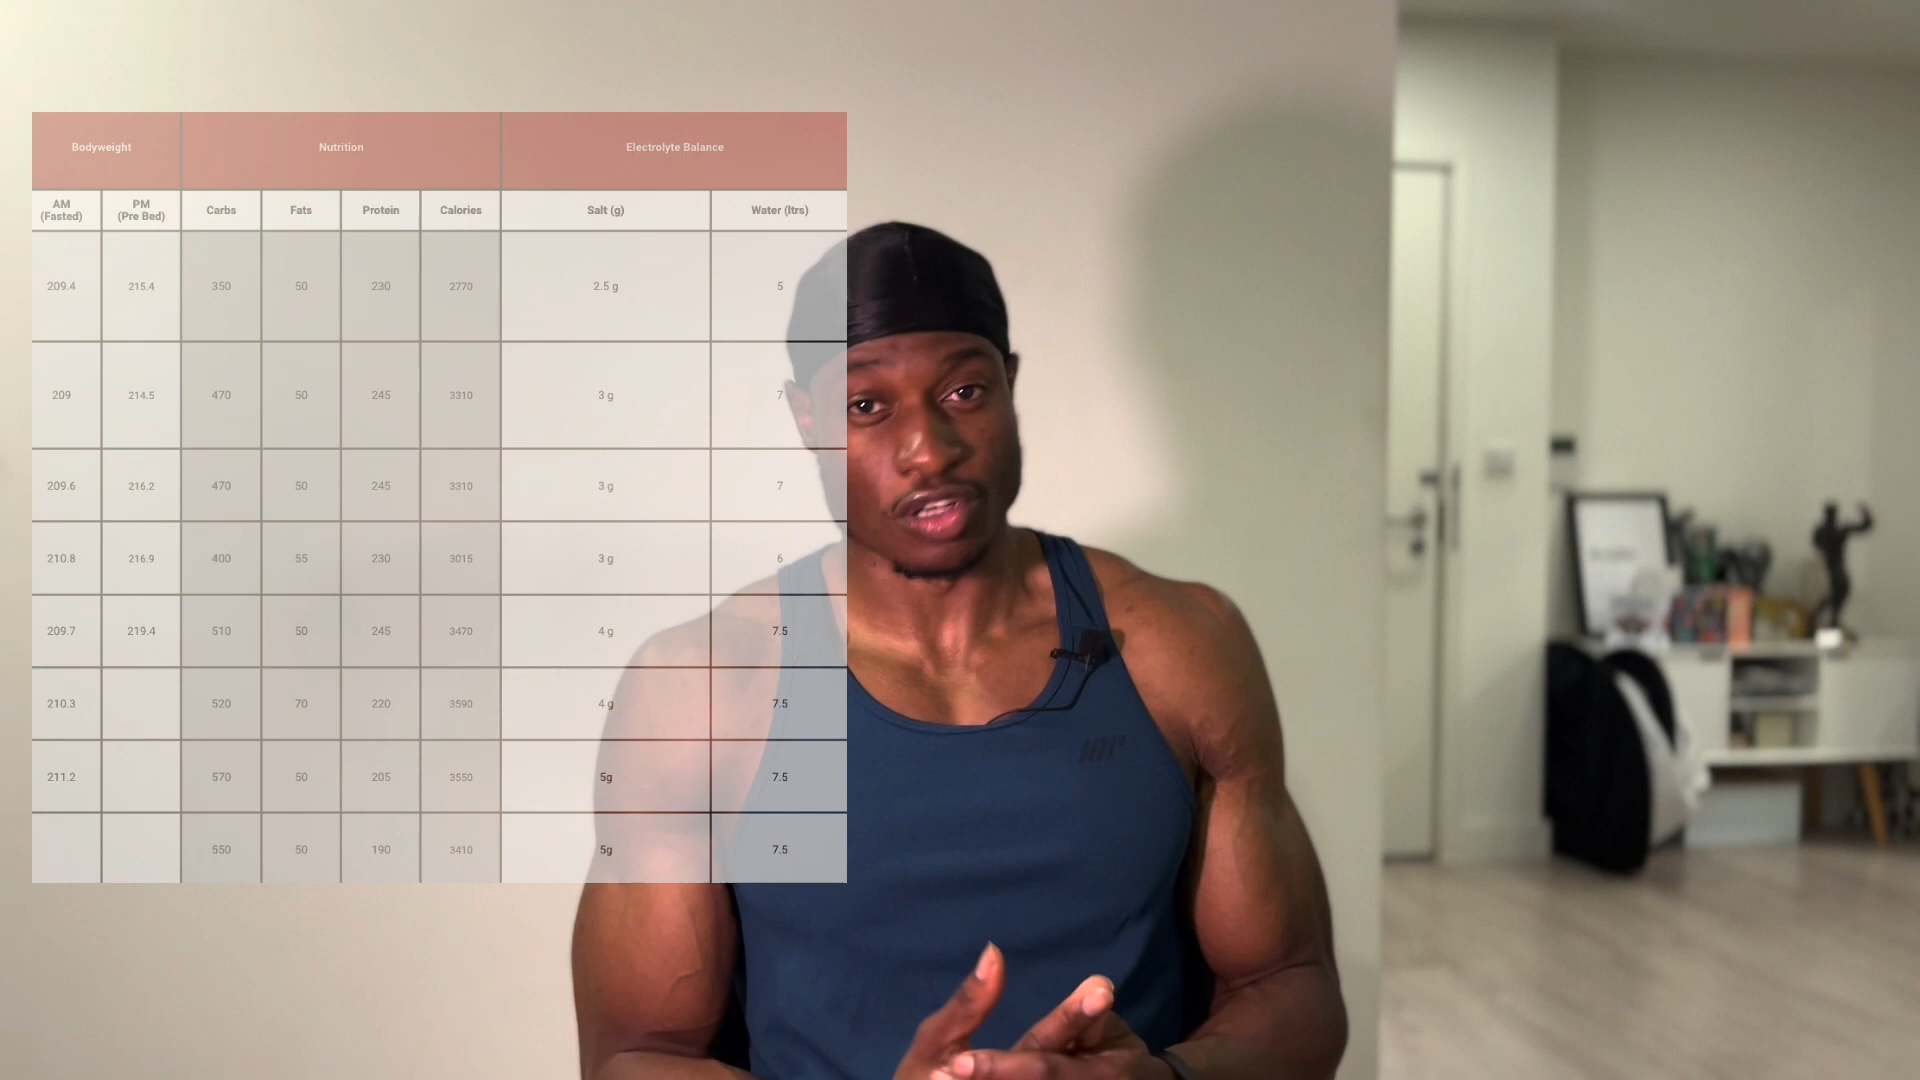 Bodyweight Nutrition Electrolyte Balance
AM (Fasted) PM (Pre Bed) Carbs Fats Protein Calories Salt (g) Water (ltrs)
209.4 215.4 350 50 230 2770 2.5 g 5
209 214.5 470 50 245 3310 3 g 7
209.6 216.2 470 50 245 3310 3 g 7
210.8 216.9 400 55 230 3015 3 g 6
209.7 219.4 510 50 245 3470 4 g 7.5
210.3 520 70 220 3590 4 g 7.5
211.2 570 50 205 3550 5g 7.5
550 50 190 3410 5g 7.5